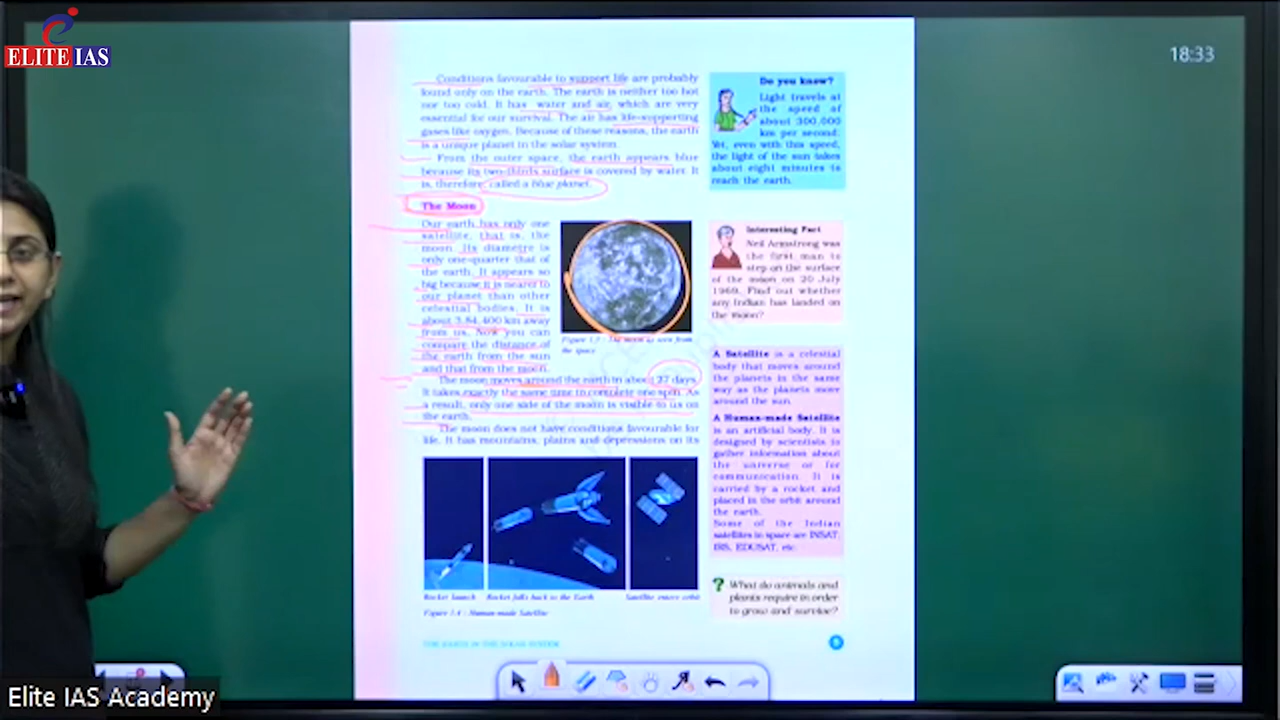 ELITE IAS
18:33
Conditions favourable to support life are probably
found only on the earth. The earth is neither too hot
nor too cold. It has water and air, which are very
essential for our survival. The air has life-supporting
gases like oxygen. Because of these reasons, the earth
is a unique planet in the solar system.
From the outer space, the earth appears blue
because its two-thirds surface is covered by water. It
is, therefore, called a blue planet.
The Moon
Our earth has only one
satellite, that is, the
moon. Its diametre is
only one-quarter that of
the earth. It appears so
big because it is nearer to
our planet than other
celestial bodies. It is
about 3,84,400 km away
from us. Now you can
compare the distance of
the earth from the sun
and that from the moon.
Figure 1.3 : The moon as seen from
the space
The moon moves around the earth in about 27 days.
It takes exactly the same time to complete one spin. As
a result, only one side of the moon is visible to us on
the earth.
The moon does not have conditions favourable for
life. It has mountains, plains and depressions on its
Rocket launch
Rocket falls back to the Earth
Satellite enters orbit
Figure 1.4 : Human-made Satellite
THE EARTH IN THE SOLAR SYSTEM
Do you know?
Light travels at
the speed of
about 300,000
km per second.
Yet, even with this speed,
the light of the sun takes
about eight minutes to
reach the earth.
Interesting Fact
Neil Armstrong was
the first man to
step on the surface
of the moon on 20 July
1969. Find out whether
any Indian has landed on
the moon?
A Satellite is a celestial
body that moves around
the planets in the same
way as the planets move
around the sun.
A Human-made Satellite
is an artificial body. It is
designed by scientists to
gather information about
the universe or for
communication. It is
carried by a rocket and
placed in the orbit around
the earth.
Some of the Indian
satellites in space are INSAT,
IRS, EDUSAT, etc.
? What do animals and
plants require in order
to grow and survive?
Elite IAS Academy